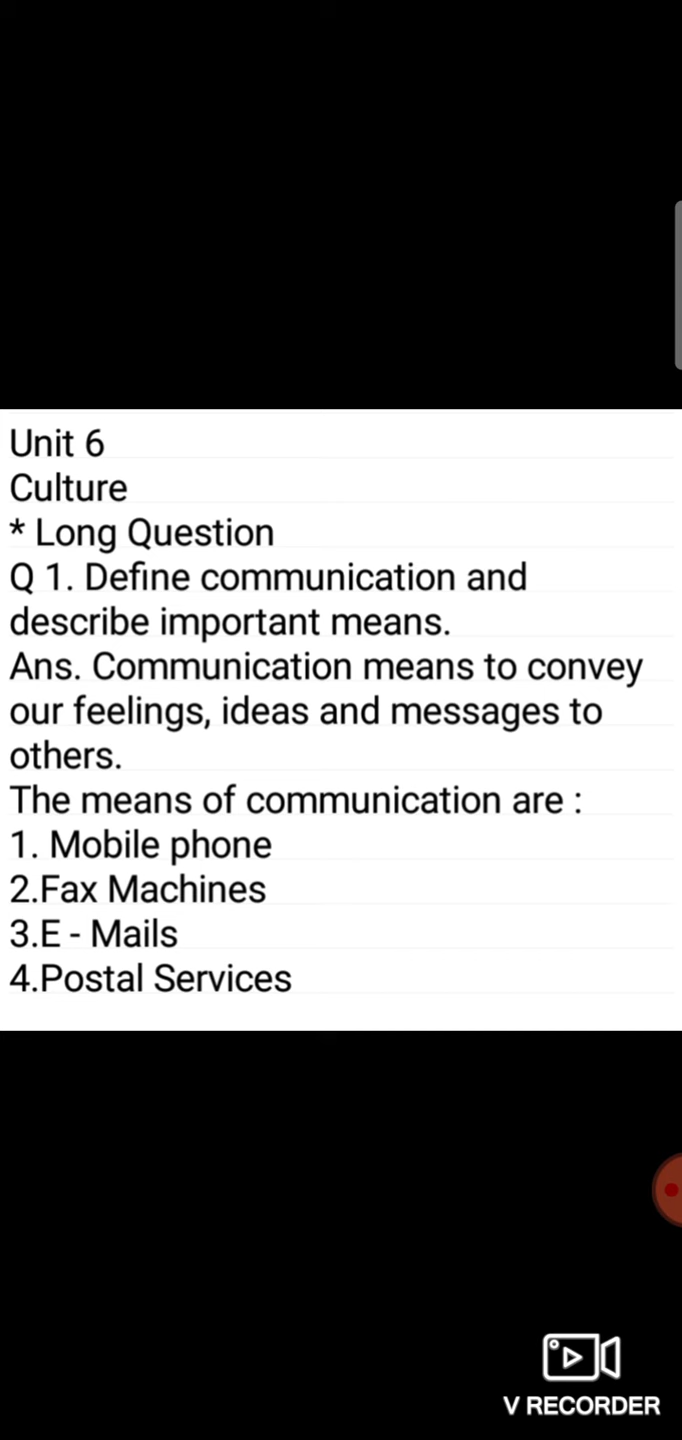 Unit 6
Culture
* Long Question
Q 1. Define communication and
describe important means.
Ans. Communication means to convey
our feelings, ideas and messages to
others.
The means of communication are :
1. Mobile phone
2.Fax Machines
3.E - Mails
4.Postal Services
V RECORDER